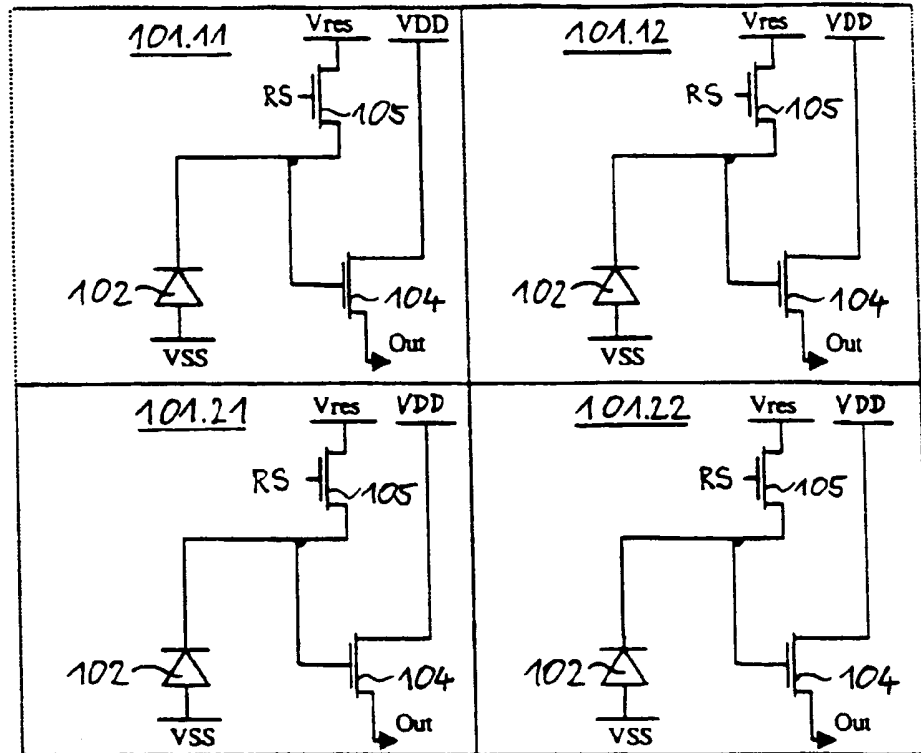 101.11 Vres VDD
RS 105
102 104
VSS Out
101.12 Vres VDD
RS 105
102 104
VSS Out
101.21 Vres VDD
RS 105
102 104
VSS Out
101.22 Vres VDD
RS 105
102 104
VSS Out